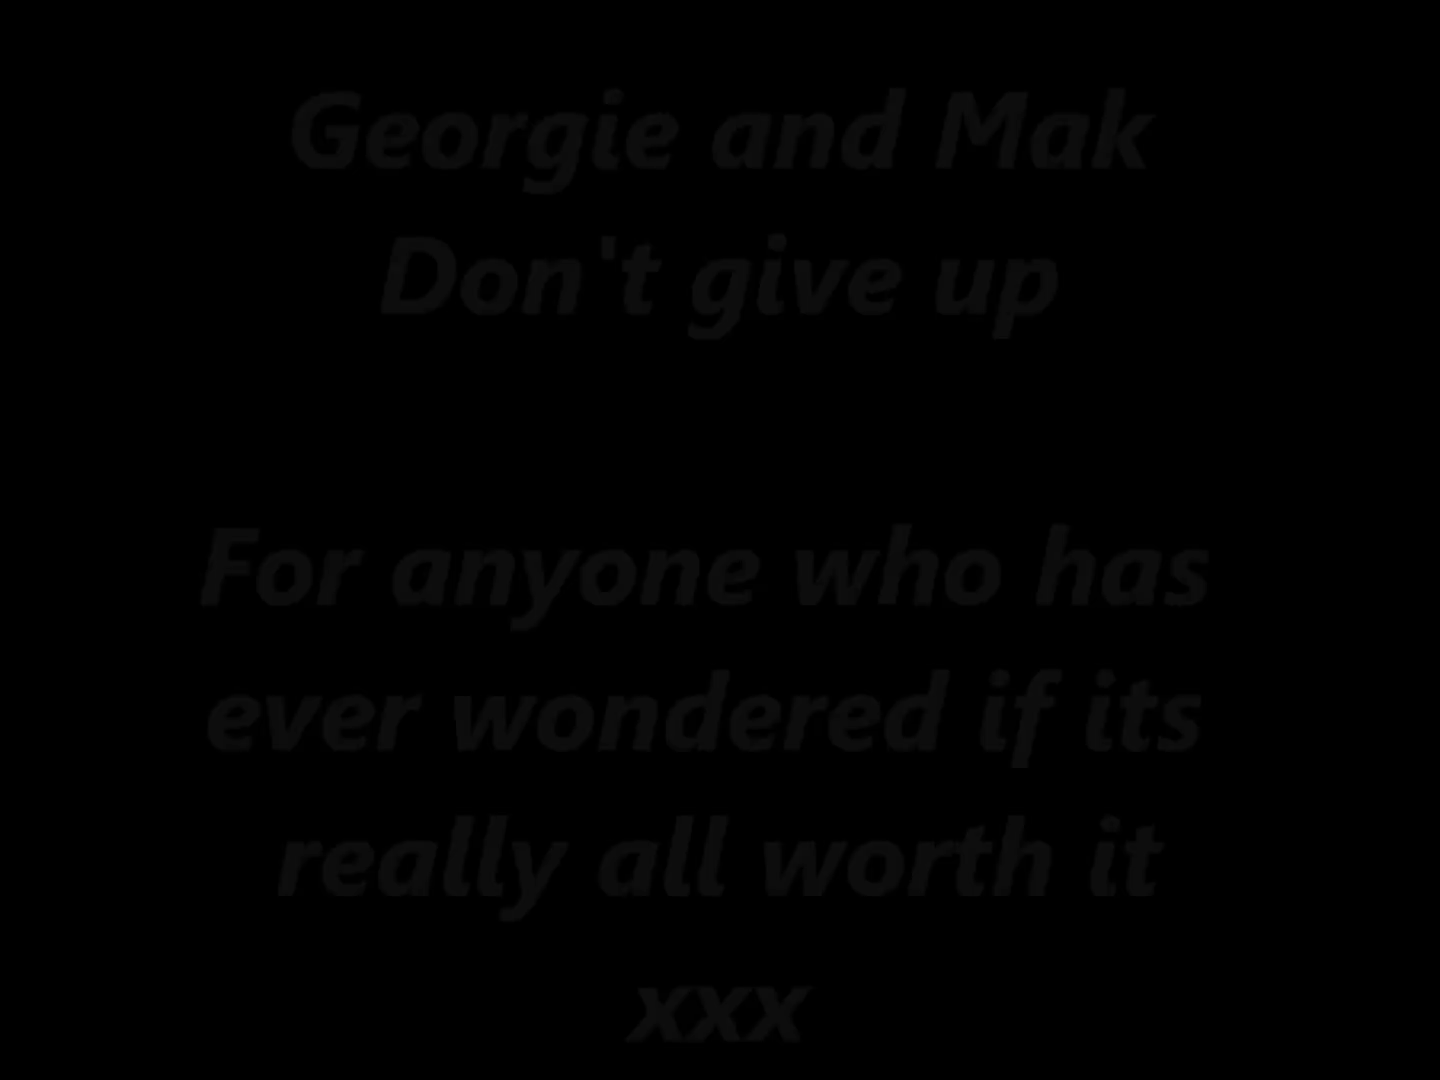 Georgie and Mak
Don't give up
For anyone who has
ever wondered if its
really all worth it
xxx